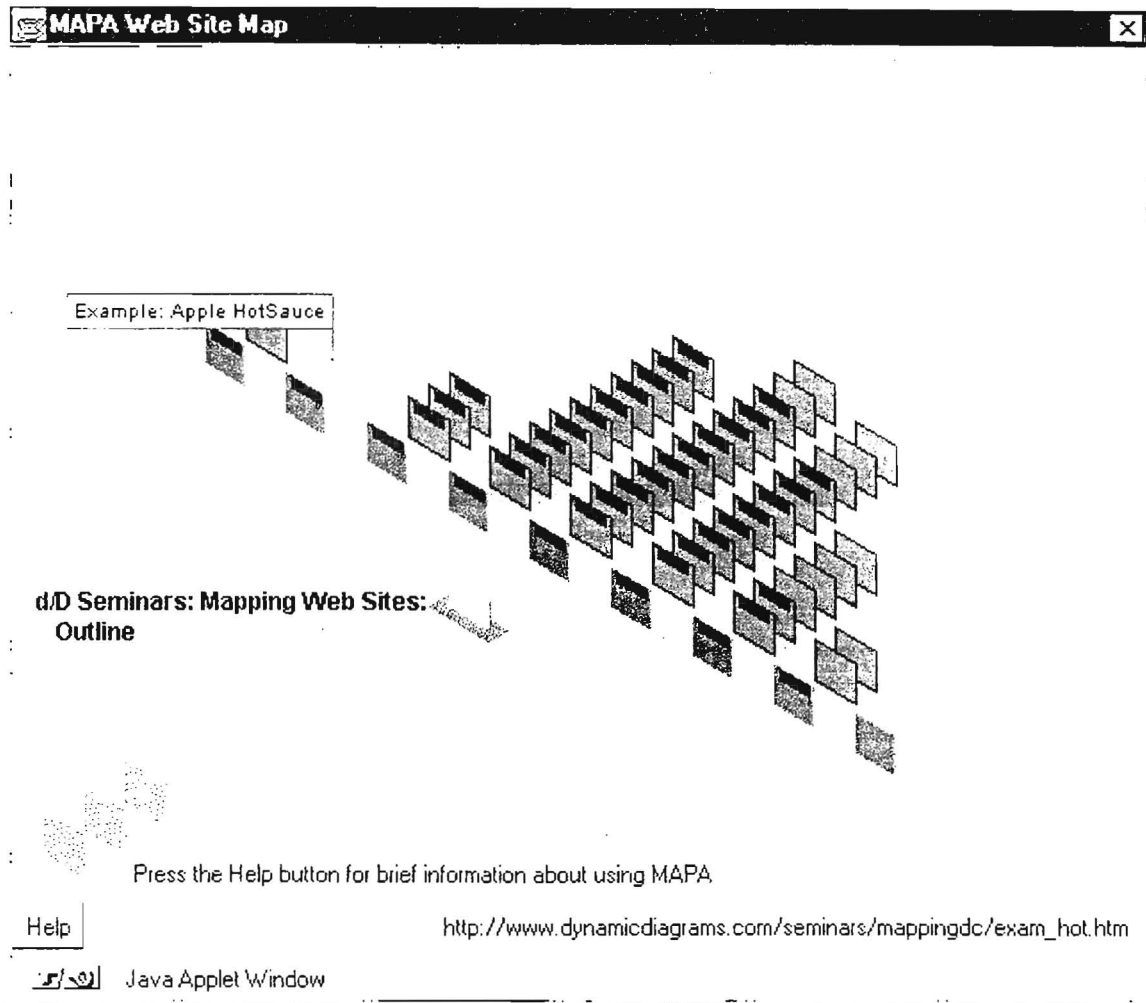 MAPA Web Site Map
Example: Apple HotSauce
d/D Seminars: Mapping Web Sites:
Outline
Press the Help button for brief information about using MAPA
Help
http://www.dynamicdiagrams.com/seminars/mappingdc/exam_hot.htm
Java Applet Window